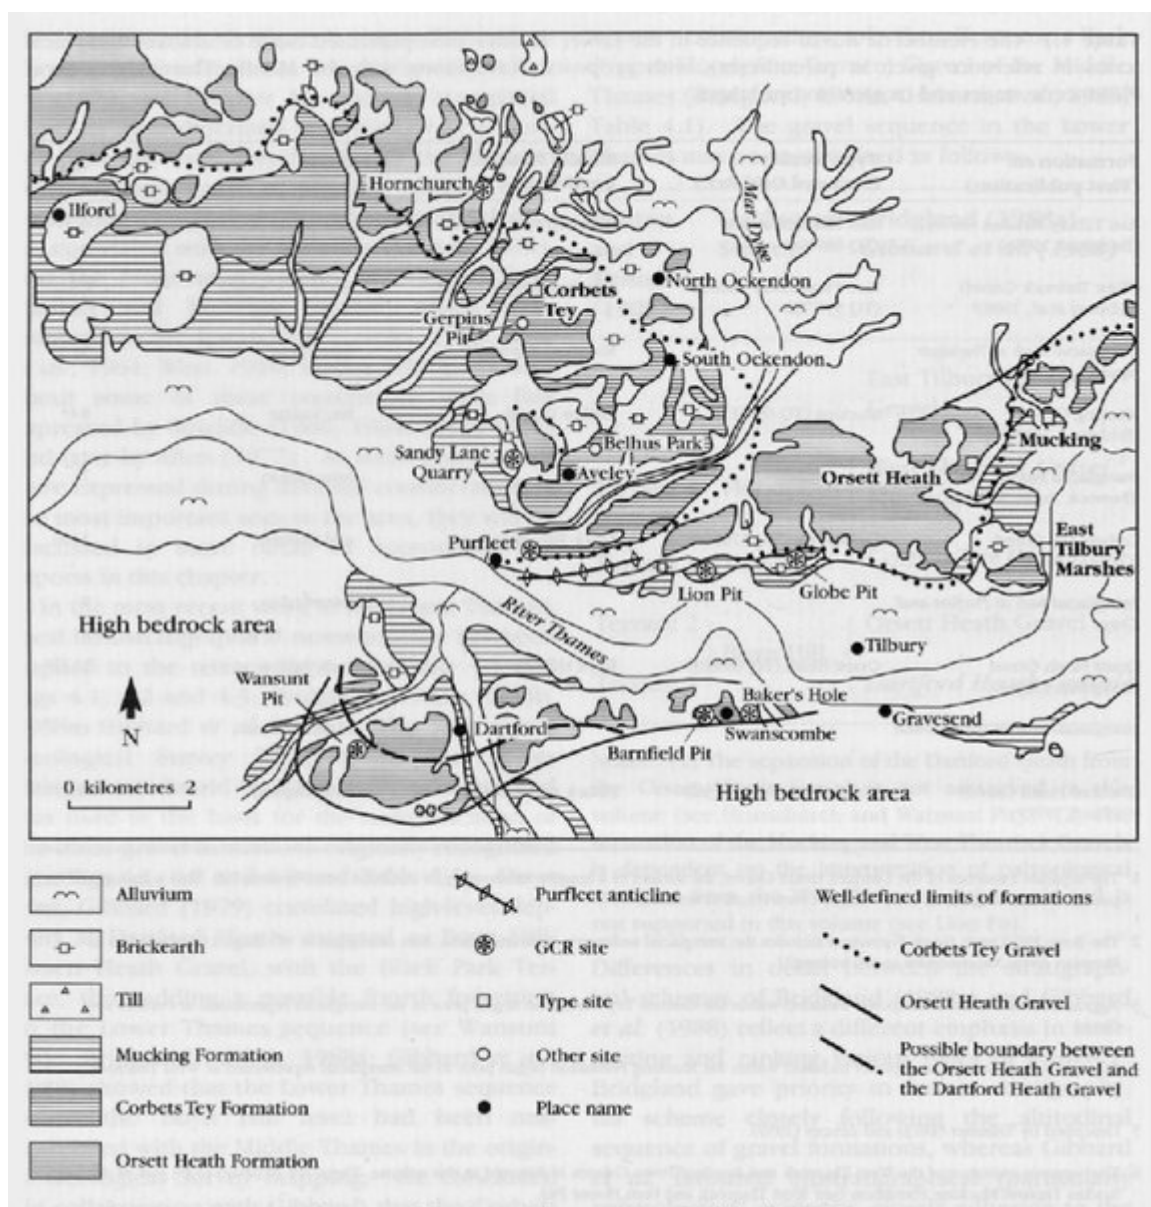 Hornchurch
Ilford
Mar Dyke
North Ockendon
Corbets
Tey
Gerpins
Pit
South Ockendon
Mucking
Belhus Park
Sandy Lane
Quarry
Aveley
Orsett Heath
East
Tilbury
Marshes
Purfleet
Lion Pit
Globe Pit
River Thames
High bedrock area
Tilbury
Wansunt
Pit
Baker's Hole
N
Dartford
Gravesend
Swanscombe
Barnfield Pit
0 kilometres 2
High bedrock area
Alluvium
Purfleet anticline
Well-defined limits of formations
Brickearth
GCR site
Corbets Tey Gravel
Till
Type site
Orsett Heath Gravel
Mucking Formation
Other site
Possible boundary between
the Orsett Heath Gravel and
the Dartford Heath Gravel
Corbets Tey Formation
Place name
Orsett Heath Formation